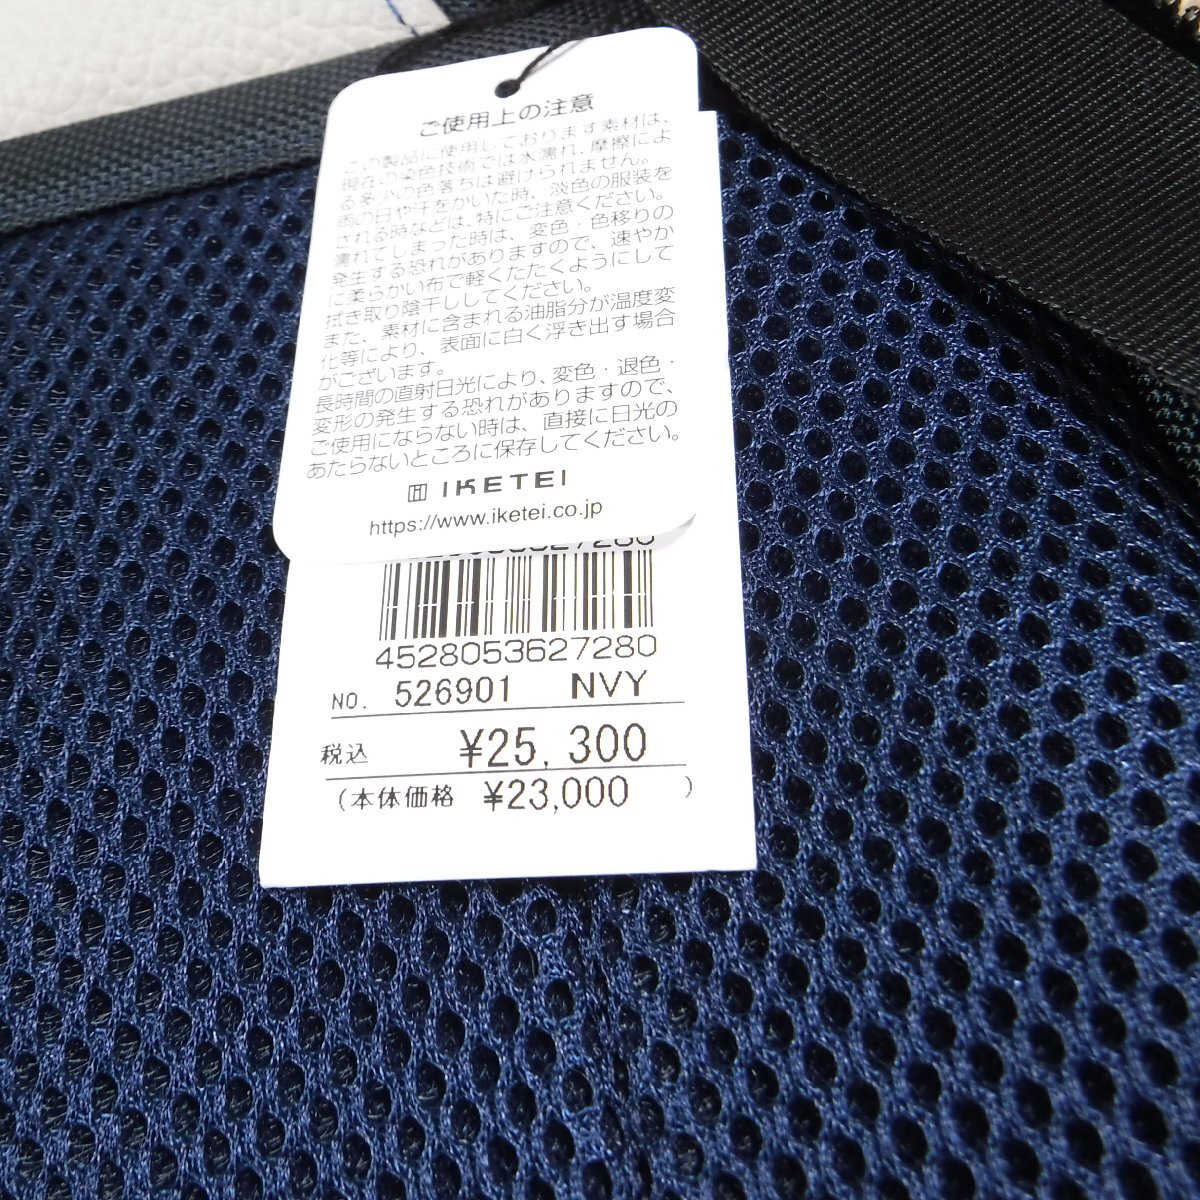 ご使用上の注意
この製品に使用しております素材は、
現在の染色技術では水濡れ、摩擦によ
る多少の色落ちは避けられません。
雨の日や汗をかいた時、淡色の服装を
される時などは、特にご注意ください。
濡れてしまった時は、変色・色移りの
発生する恐れがありますので、速やか
に柔らかい布で軽くたたくようにして
拭き取り陰干ししてください。
また、素材に含まれる油脂分が温度変
化等により、表面に白く浮き出す場合
がございます。
長時間の直射日光により、変色・退色・
変形の発生する恐れがありますので、
ご使用にならない時は、直接に日光の
あたらないところに保存してください。
IKETEI
https://www.iketei.co.jp
4528053627280
NO. 526901 NVY
税込 ¥25,300
(本体価格 ¥23,000 )